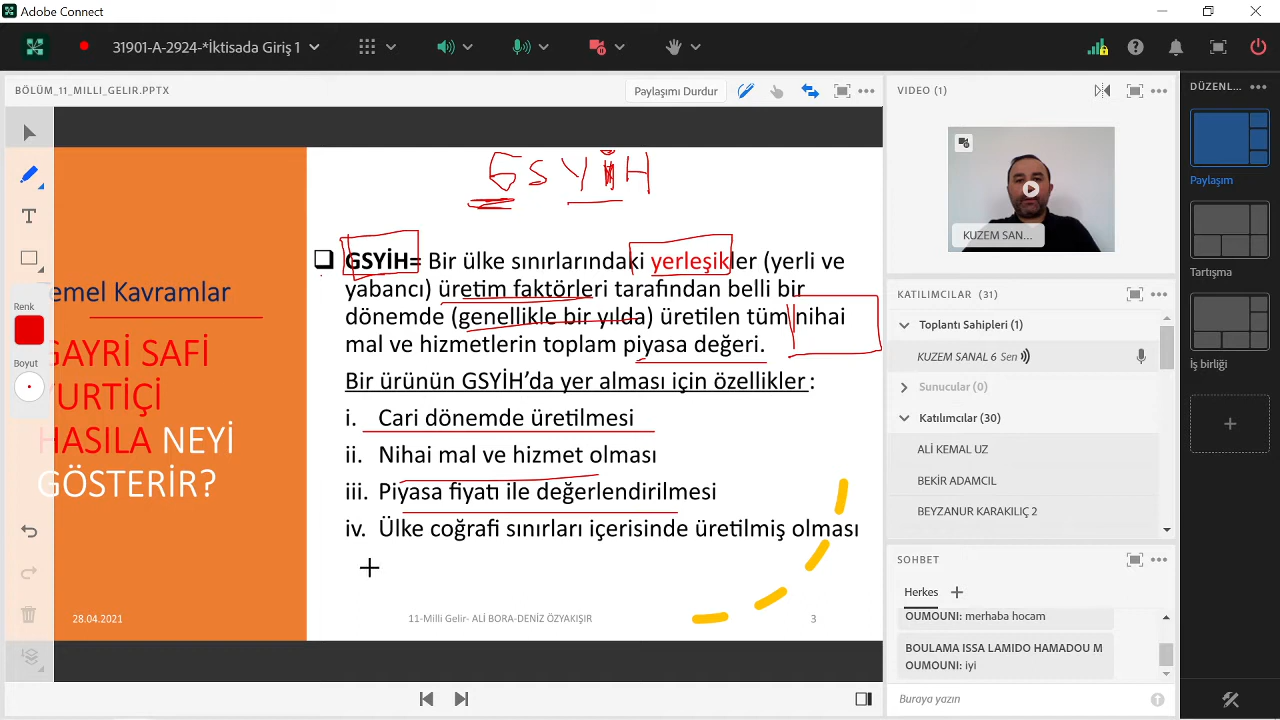 Adobe Connect
31901-A-2924-*İktisada Giriş 1
BÖLÜM_11_MILLI_GELIR.PPTX
Paylaşımı Durdur
GSYİH
Renk
Boyut
emel Kavramlar
GAYRİ SAFİ
YURTİÇİ
HASILA NEYİ
GÖSTERİR?
GSYİH= Bir ülke sınırlarındaki yerleşikler (yerli ve
yabancı) üretim faktörleri tarafından belli bir
dönemde (genellikle bir yılda) üretilen tüm nihai
mal ve hizmetlerin toplam piyasa değeri.
Bir ürünün GSYİH’da yer alması için özellikler :
i. Cari dönemde üretilmesi
ii. Nihai mal ve hizmet olması
iii. Piyasa fiyatı ile değerlendirilmesi
iv. Ülke coğrafi sınırları içerisinde üretilmiş olması
28.04.2021
11-Milli Gelir- ALİ BORA-DENİZ ÖZYAKIŞIR
3
VIDEO (1)
KUZEM SAN...
KATILIMCILAR (31)
Toplantı Sahipleri (1)
KUZEM SANAL 6 Sen
Sunucular (0)
Katılımcılar (30)
ALİ KEMAL UZ
BEKİR ADAMCIL
BEYZANUR KARAKILIÇ 2
SOHBET
Herkes
OUMOUNI: merhaba hocam
BOULAMA ISSA LAMIDO HAMADOU M
OUMOUNI: iyi
Buraya yazın
DÜZENL...
Paylaşım
Tartışma
İş birliği